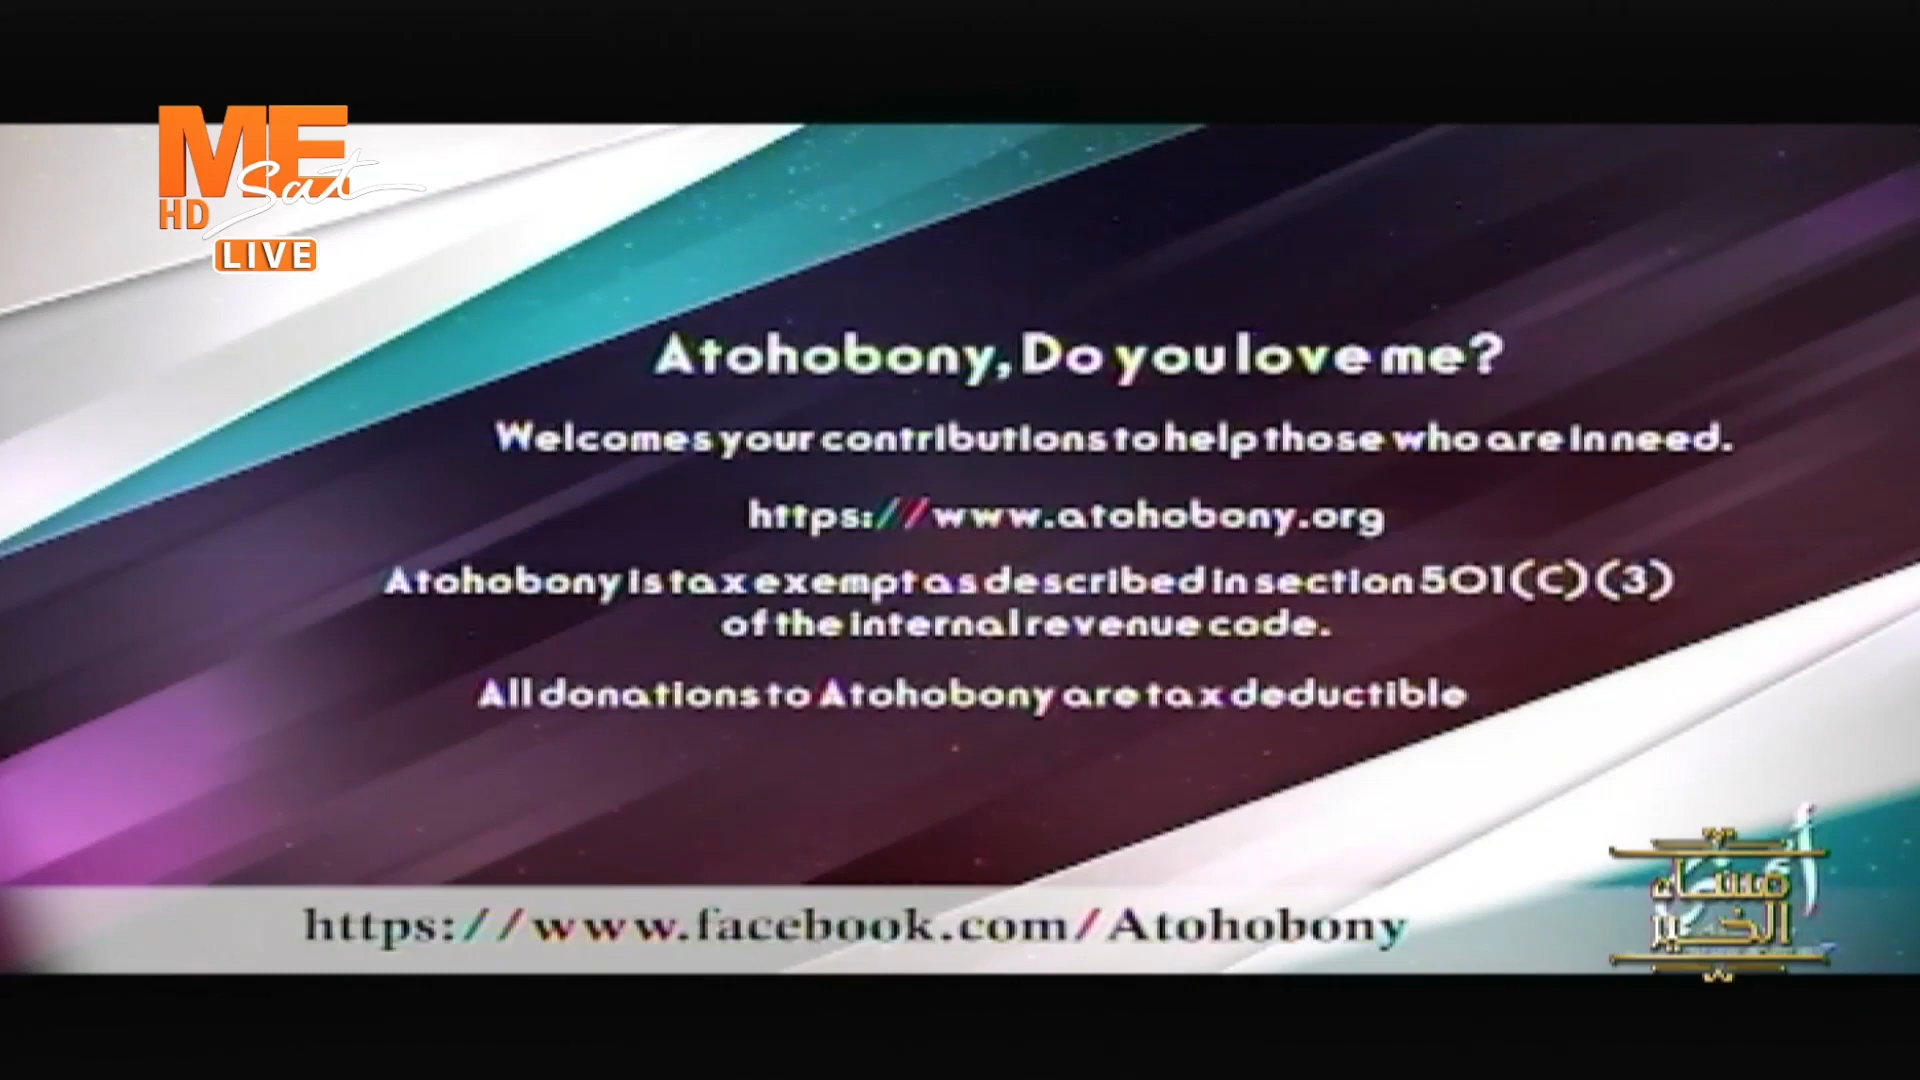 ME
Sat
HD
LIVE
Atohobony, Do you love me?
Welcomes your contributions to help those who are in need.
https://www.atohobony.org
Atohobony is tax exempt as described in section 501(C)(3)
of the internal revenue code.
All donations to Atohobony are tax deductible
https://www.facebook.com/Atohobony
مساء
الخير